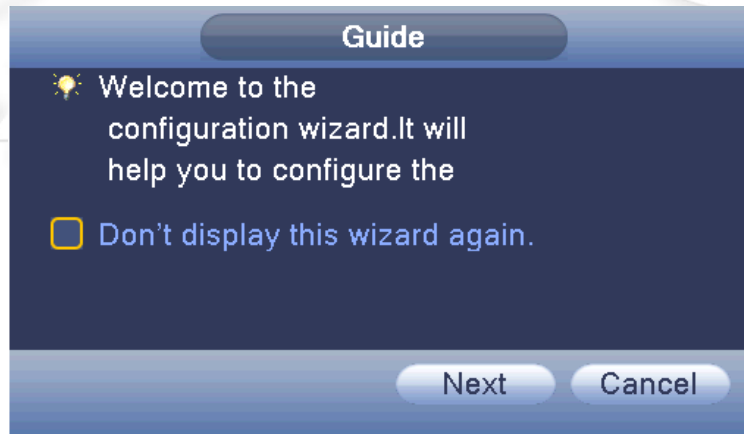 Guide
Welcome to the
configuration wizard.It will
help you to configure the
Don't display this wizard again.
Next Cancel